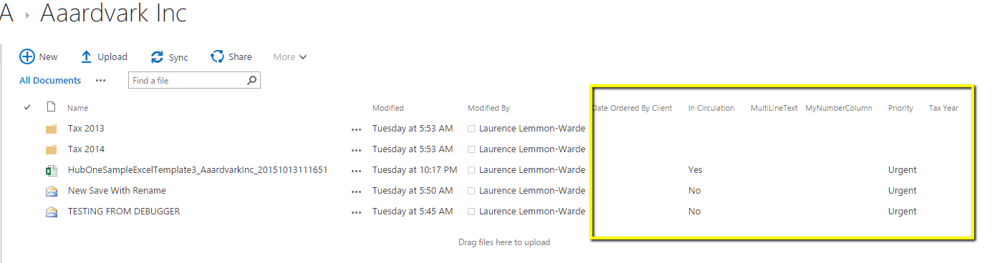 A ▸ Aaardvark Inc
New Upload Sync Share More
All Documents ••• Find a file
Name Modified Modified By Date Ordered By Client In Circulation MultiLineText MyNumberColumn Priority Tax Year
Tax 2013 ••• Tuesday at 5:53 AM Laurence Lemmon-Warde
Tax 2014 ••• Tuesday at 5:53 AM Laurence Lemmon-Warde
HubOneSampleExcelTemplate3_AaardvarkInc_20151013111651 ••• Tuesday at 10:17 PM Laurence Lemmon-Warde Yes Urgent
New Save With Rename ••• Tuesday at 5:50 AM Laurence Lemmon-Warde No Urgent
TESTING FROM DEBUGGER ••• Tuesday at 5:45 AM Laurence Lemmon-Warde No Urgent
Drag files here to upload